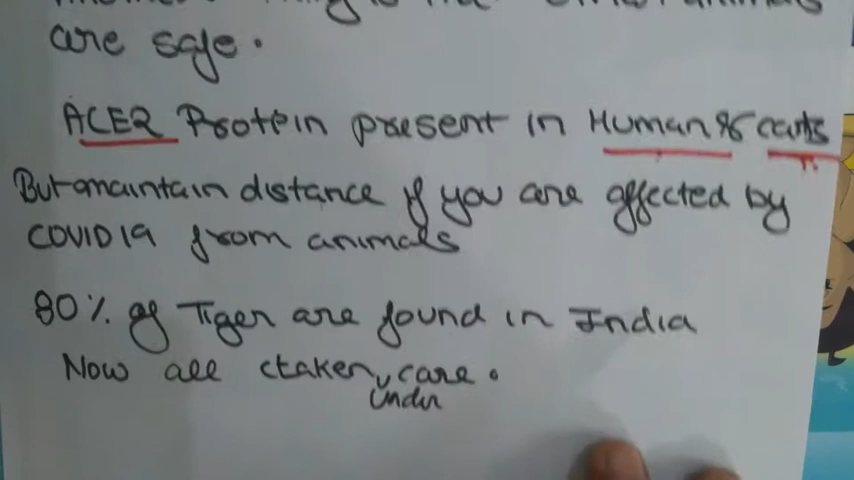 are safe.
ACE2 Protein present in Human & cats
But maintain distance if you are affected by
COVID19 from animals
80% of Tiger are found in India
Now all taken care.
under